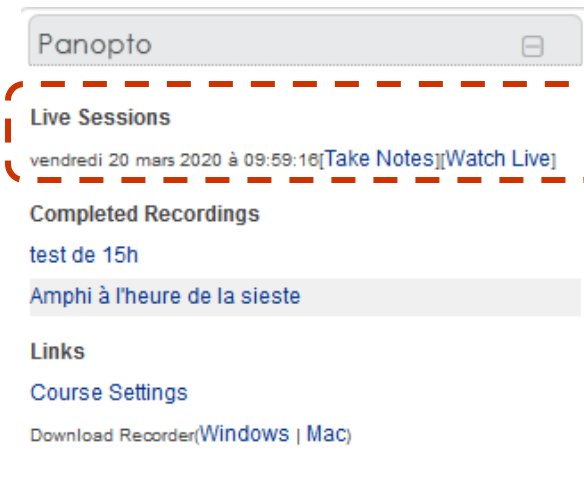 Panopto
Live Sessions
vendredi 20 mars 2020 à 09:59:16[Take Notes][Watch Live]
Completed Recordings
test de 15h
Amphi à l'heure de la sieste
Links
Course Settings
Download Recorder(Windows | Mac)